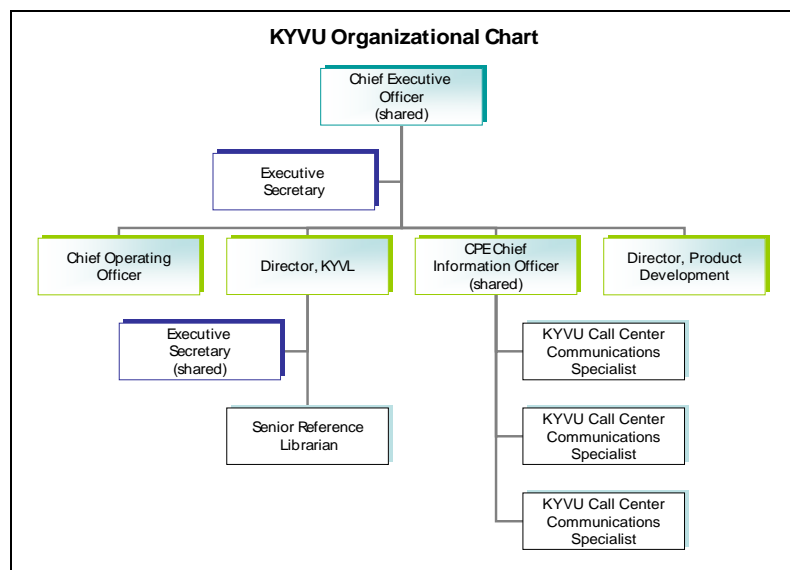 KYVU Organizational Chart
Chief Executive
Officer
(shared)
Executive
Secretary
Chief Operating
Officer
Director, KYVL
CPE Chief
Information Officer
(shared)
Director, Product
Development
Executive
Secretary
(shared)
KYVU Call Center
Communications
Specialist
Senior Reference
Librarian
KYVU Call Center
Communications
Specialist
KYVU Call Center
Communications
Specialist